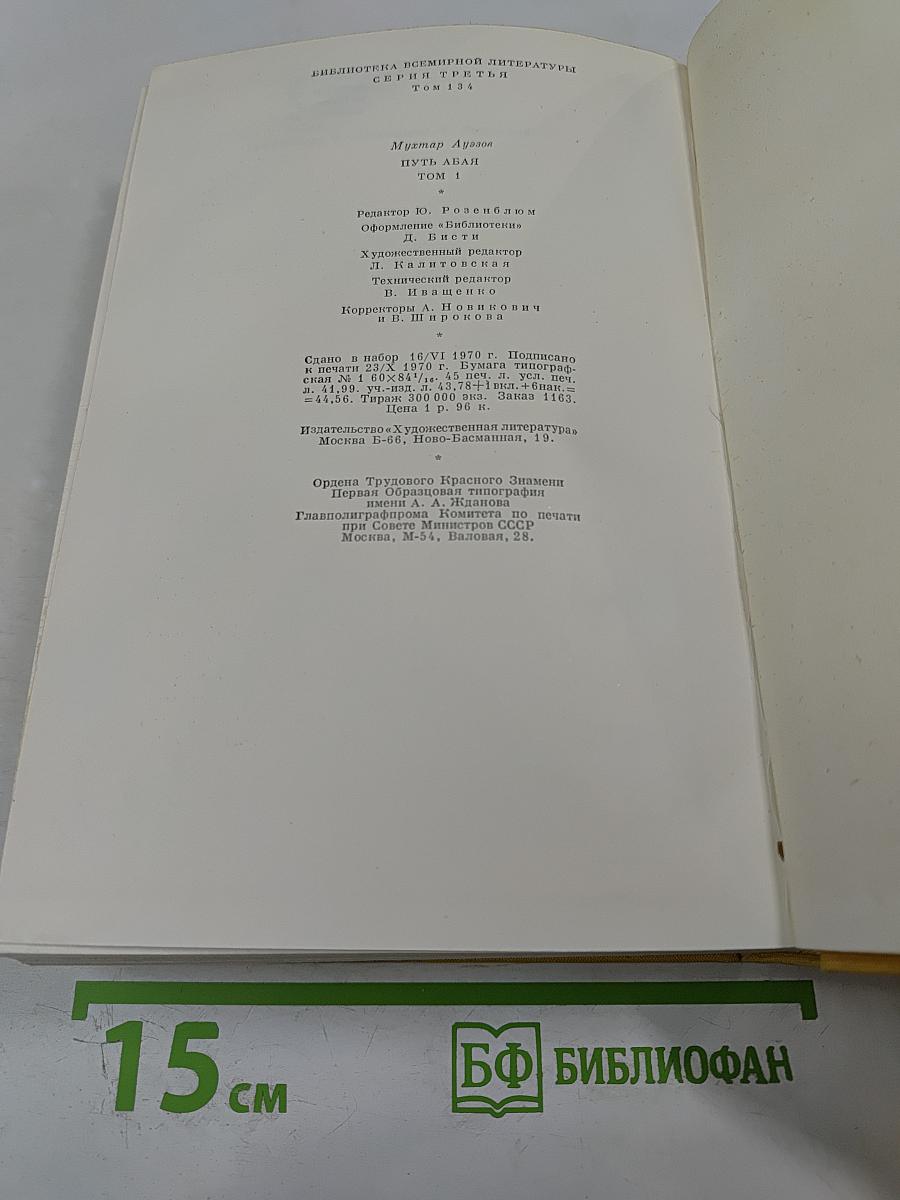 БИБЛИОТЕКА ВСЕМИРНОЙ ЛИТЕРАТУРЫ
СЕРИЯ ТРЕТЬЯ
Том 134
Мухтар Ауэзов
ПУТЬ АБАЯ
ТОМ 1
*
Редактор Ю. Розенблюм
Оформление «Библиотеки»
Д. Бисти
Художественный редактор
Л. Калитовская
Технический редактор
В. Иващенко
Корректоры А. Новикович
и В. Широкова
*
Сдано в набор 16/VI 1970 г. Подписано
к печати 23/X 1970 г. Бумага типограф-
ская № 1 60×84¹/₁₆. 45 печ. л. усл. печ.
л. 41,99. уч.-изд. л. 43,78+1 вкл.+6нак.=
=44,56. Тираж 300 000 экз. Заказ 1163.
Цена 1 р. 96 к.
Издательство «Художественная литература»
Москва Б-66, Ново-Басманная, 19.
*
Ордена Трудового Красного Знамени
Первая Образцовая типография
имени А. А. Жданова
Главполиграфпрома Комитета по печати
при Совете Министров СССР
Москва, М-54, Валовая, 28.
15 см
БФ БИБЛИОФАН